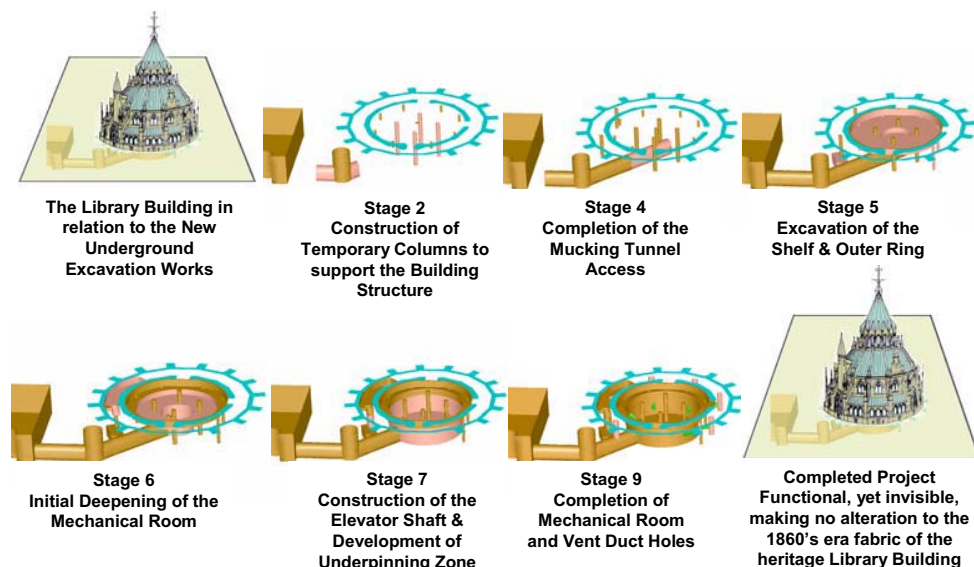 The Library Building in
relation to the New
Underground
Excavation Works
Stage 2
Construction of
Temporary Columns to
support the Building
Structure
Stage 4
Completion of the
Mucking Tunnel
Access
Stage 5
Excavation of the
Shelf & Outer Ring
Stage 6
Initial Deepening of the
Mechanical Room
Stage 7
Construction of the
Elevator Shaft &
Development of
Underpinning Zone
Stage 9
Completion of
Mechanical Room
and Vent Duct Holes
Completed Project
Functional, yet invisible,
making no alteration to the
1860's era fabric of the
heritage Library Building